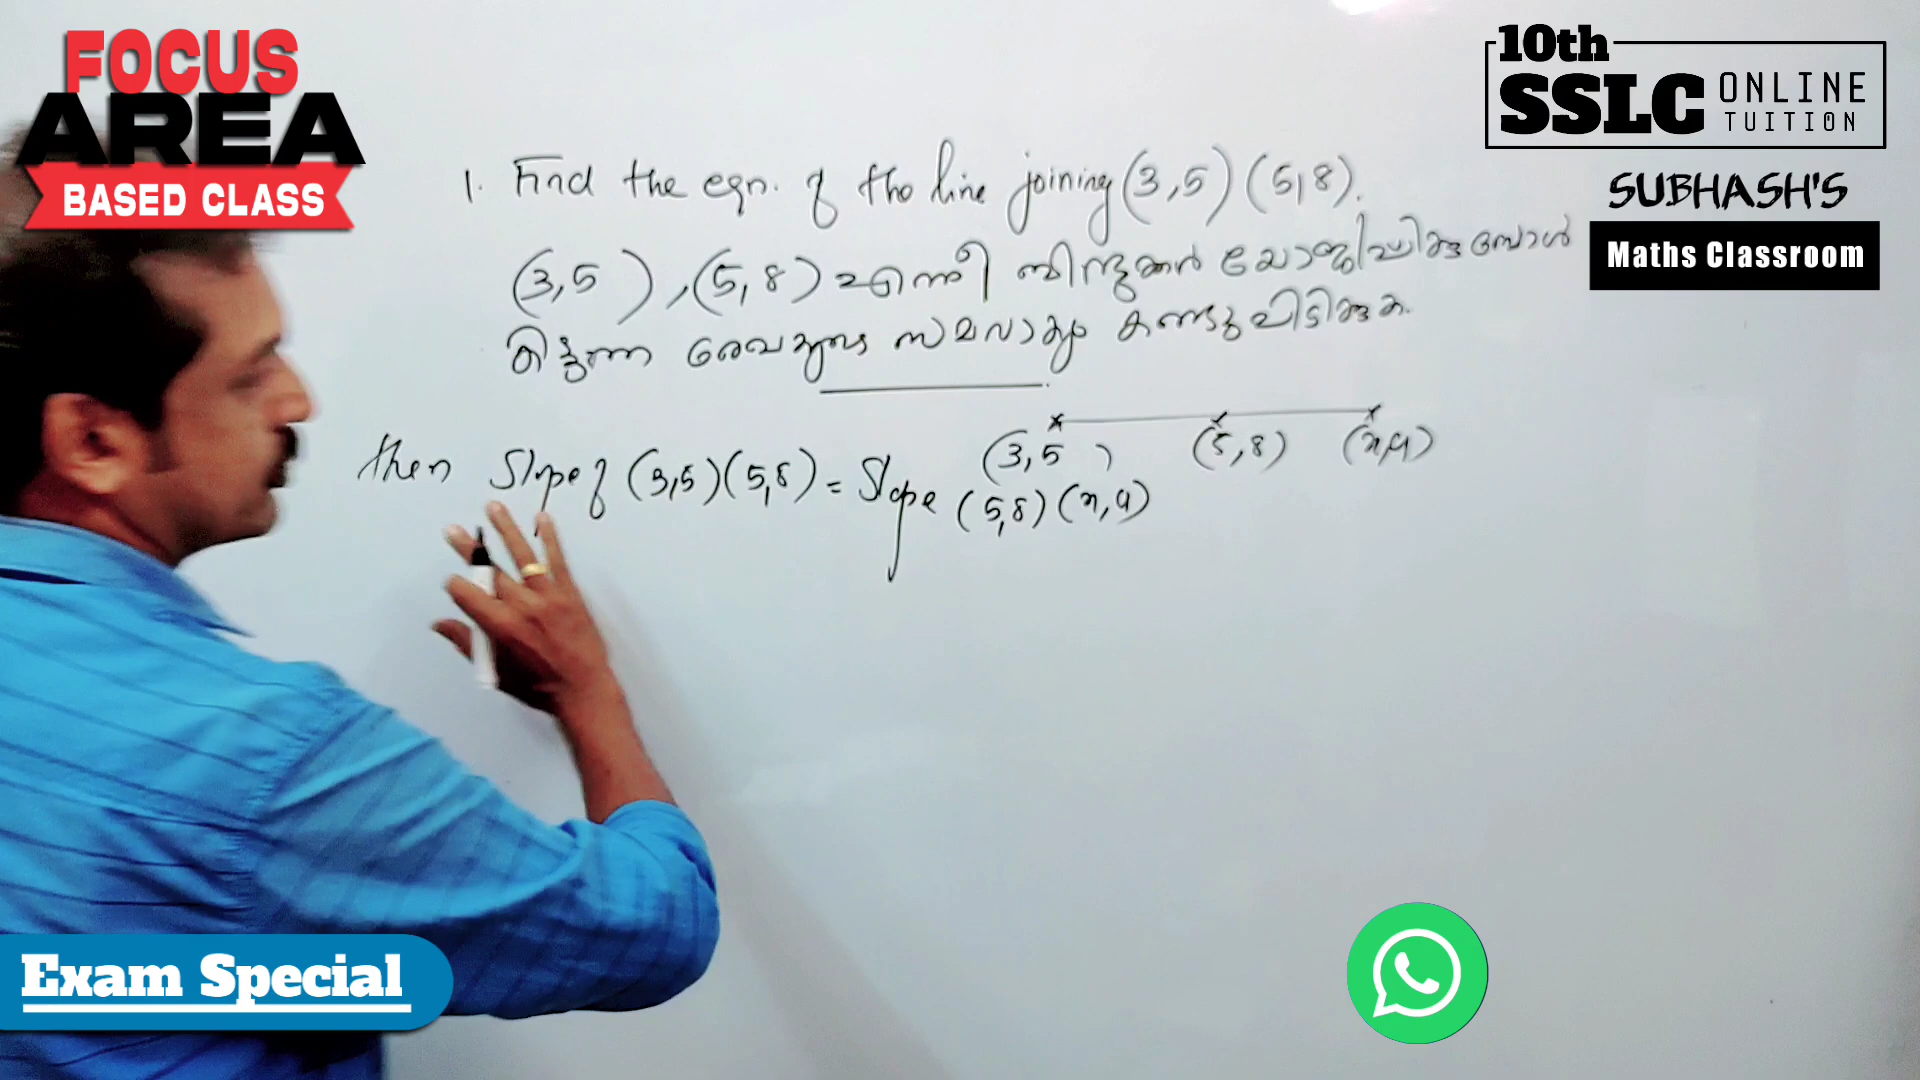 FOCUS
AREA
BASED CLASS
10th
SSLC ONLINE
TUITION
SUBHASH'S
Maths Classroom
1. Find the eqn. of the line joining (3,5) (5,8).
(3,5), (5,8) എന്നീ ബിന്ദുക്കൾ യോജിപ്പിക്കുമ്പോൾ
കിട്ടുന്ന രേഖയുടെ സമവാക്യം കണ്ടുപിടിക്കുക.
(3,5) (5,8) (x,y)
then Slope of (3,5)(5,8) = Slope (5,8)(x,y)
Exam Special